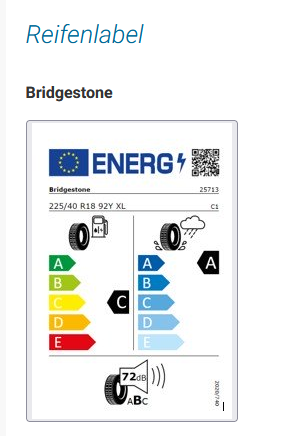 Reifenlabel
Bridgestone
ENERG
Bridgestone 25713
225/40 R18 92Y XL C1
A A A
B B
C C C
D D
E E
72dB
ABC
2020/740